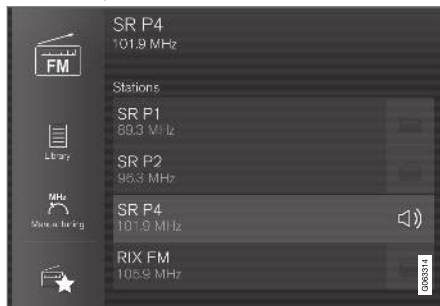 FM
SR P4
101.9 MHz
Stations
SR P1
89.3 MHz
SR P2
96.3 MHz
SR P4
101.9 MHz
RIX FM
105.9 MHz
Library
MHz
Manual tuning
G063314